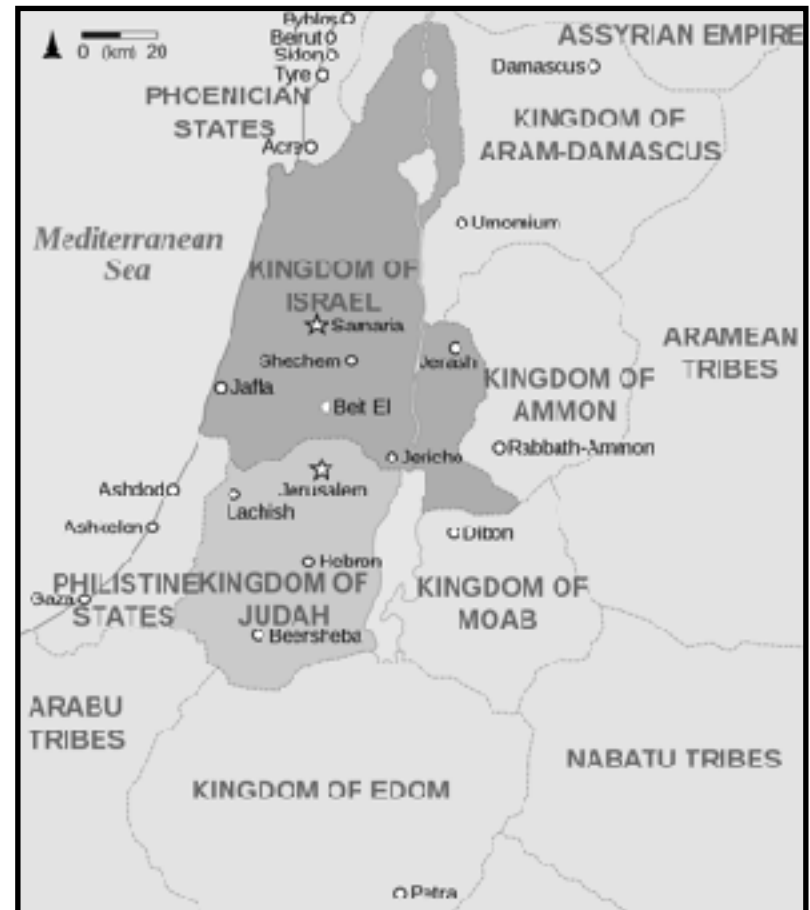 Byblos
Beirut
Sidon
Tyre
0 (km) 20
ASSYRIAN EMPIRE
Damascus
PHOENICIAN
STATES
KINGDOM OF
ARAM-DAMASCUS
Acre
Umomium
Mediterranean
Sea
KINGDOM OF
ISRAEL
Samaria
ARAMEAN
TRIBES
Shechem
Jerash
KINGDOM OF
AMMON
Jaffa
Beit El
Rabbath-Ammon
Jericho
Ashdod
Jerusalem
Lachish
Ashkelon
Dibon
Hebron
Gaza
PHILISTINE
STATES
KINGDOM OF
JUDAH
KINGDOM OF
MOAB
Beersheba
ARABU
TRIBES
NABATU TRIBES
KINGDOM OF EDOM
Petra